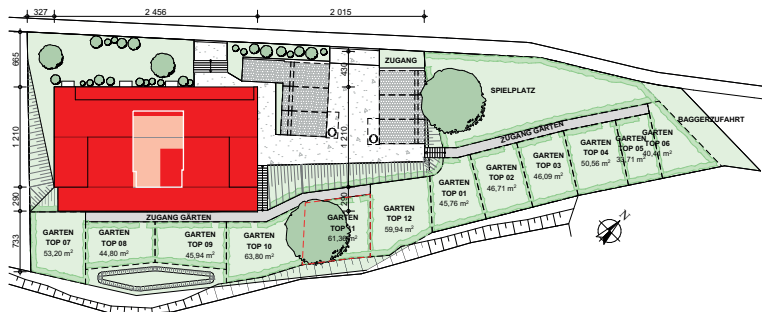 327
2 456
2 015
665
430
ZUGANG
SPIELPLATZ
BAGGERZUFAHRT
1 210
1 210
ZUGANG GÄRTEN
GARTEN
TOP 06
40,44 m²
GARTEN
TOP 05
33,71 m²
GARTEN
TOP 04
50,56 m²
GARTEN
TOP 03
46,09 m²
GARTEN
TOP 02
46,71 m²
GARTEN
TOP 01
45,76 m²
290
290
ZUGANG GÄRTEN
733
GARTEN
TOP 07
53,20 m²
GARTEN
TOP 08
44,80 m²
GARTEN
TOP 09
45,94 m²
GARTEN
TOP 10
63,80 m²
GARTEN
TOP 11
61,36 m²
GARTEN
TOP 12
59,94 m²
N